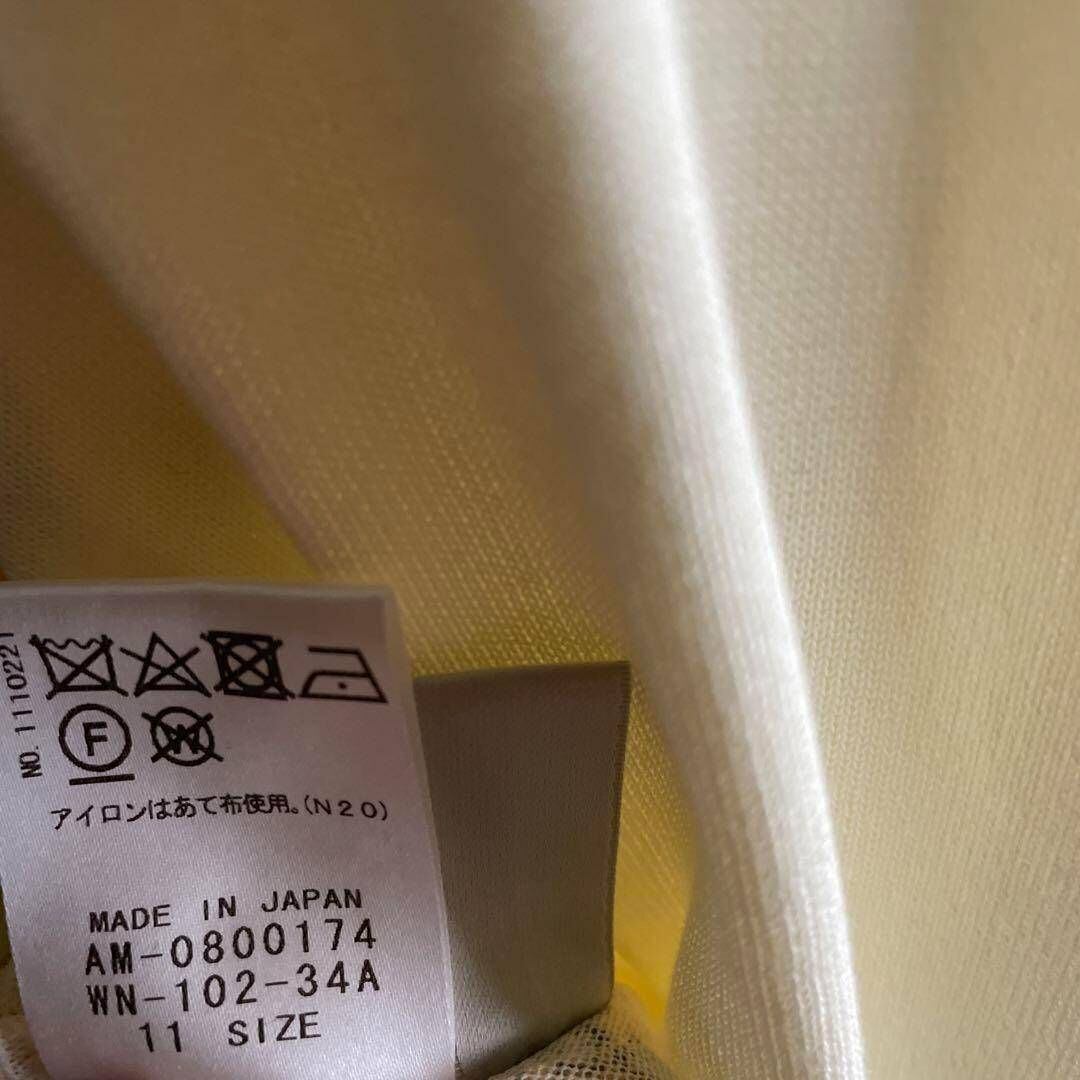 NO. 1110221
F
W
アイロンはあて布使用。(N20)
MADE IN JAPAN
AM-0800174
WN-102-34A
11 SIZE